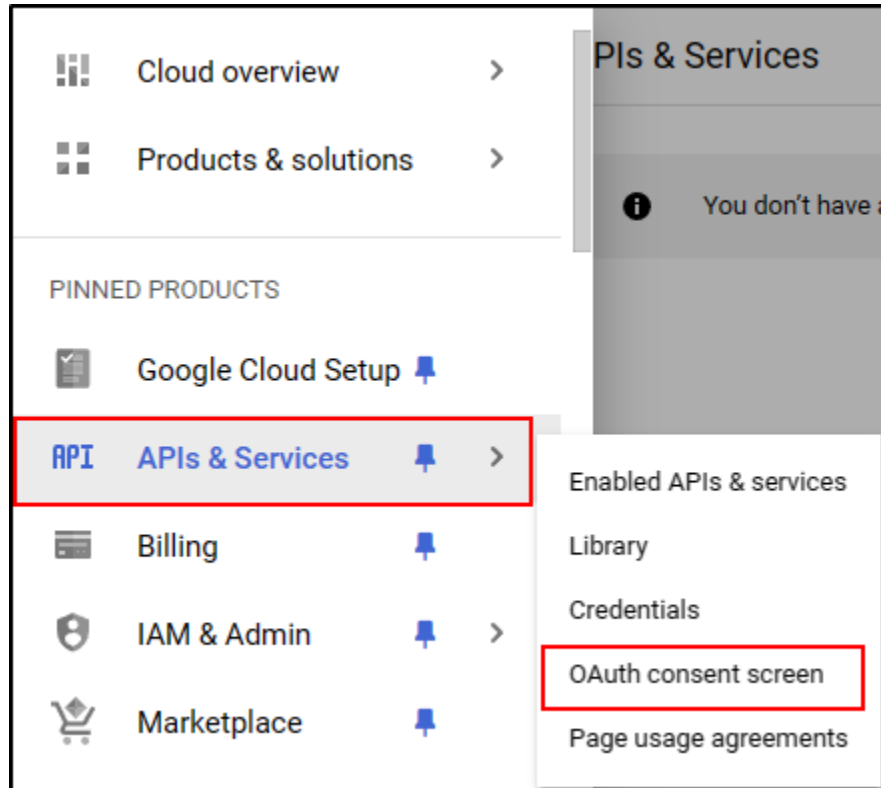 Cloud overview
Products & solutions
PINNED PRODUCTS
Google Cloud Setup
API APIs & Services
Billing
IAM & Admin
Marketplace
PIs & Services
You don't have a
Enabled APIs & services
Library
Credentials
OAuth consent screen
Page usage agreements